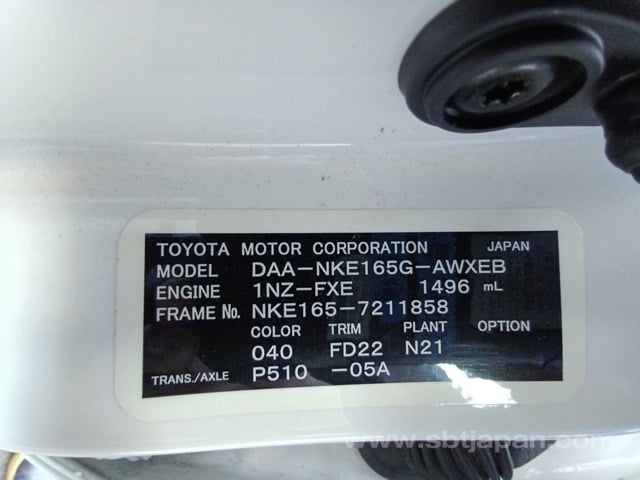 TOYOTA MOTOR CORPORATION JAPAN
MODEL DAA-NKE165G-AWXEB
ENGINE 1NZ-FXE 1496 mL
FRAME No. NKE165-7211858
COLOR TRIM PLANT OPTION
040 FD22 N21
TRANS./AXLE P510 -05A
www.sbtjapan.com